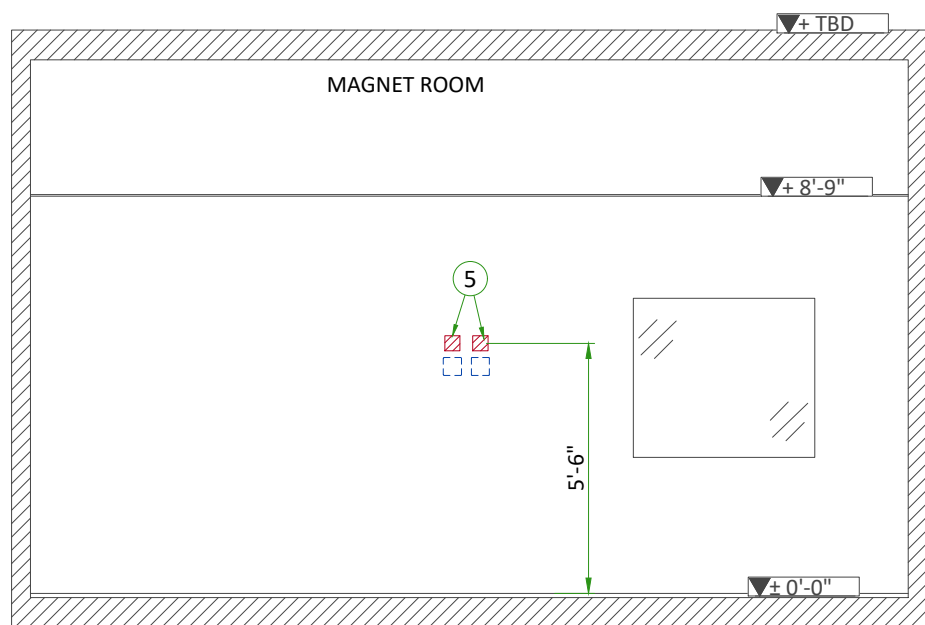 + TBD
MAGNET ROOM
+ 8'-9"
5
5'-6"
± 0'-0"